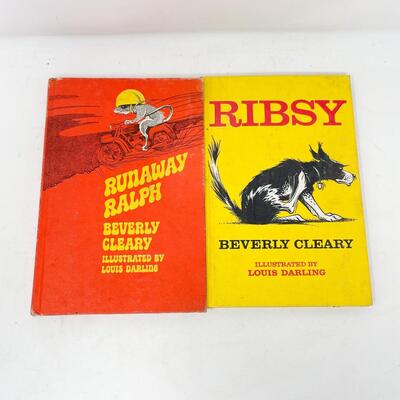 RUNAWAY
RALPH
BEVERLY
CLEARY
ILLUSTRATED BY
LOUIS DARLING
RIBSY
BEVERLY CLEARY
ILLUSTRATED BY
LOUIS DARLING